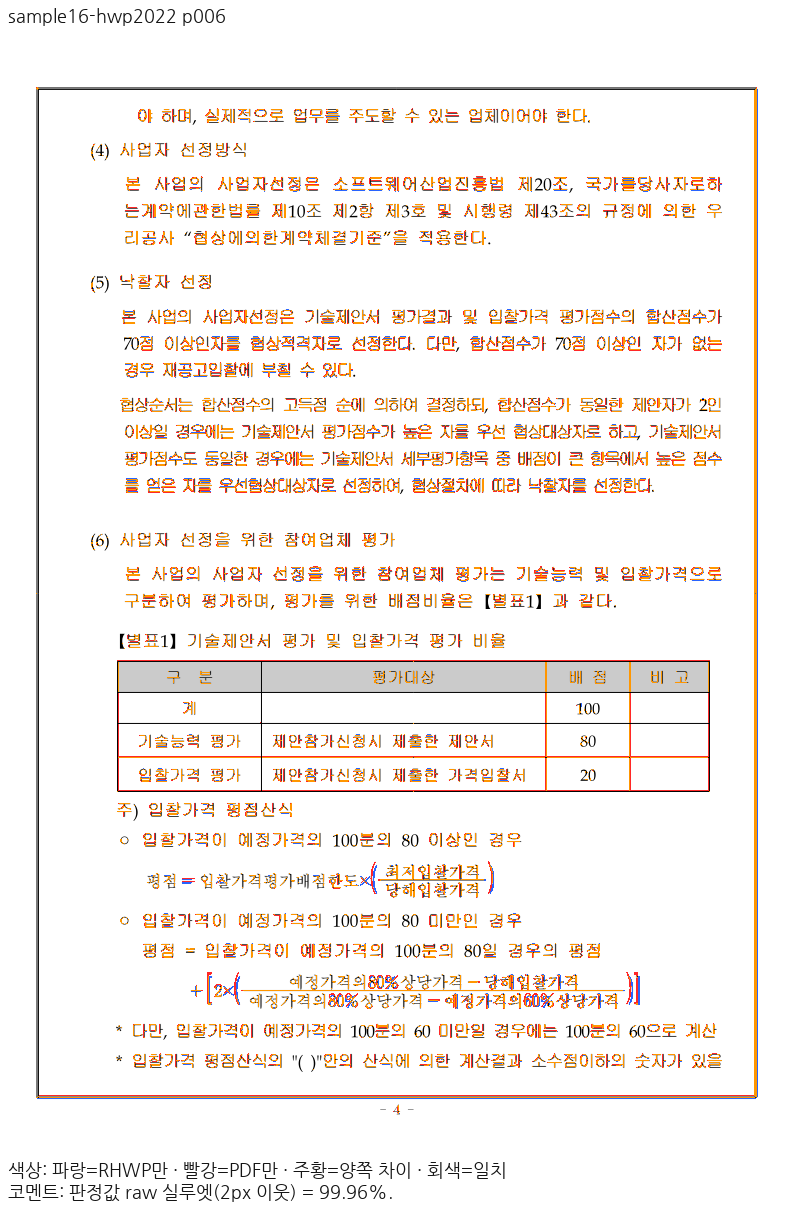 sample16-hwp2022 p006
야 하며, 실제적으로 업무를 주도할 수 있는 업체이어야 한다.
(4) 사업자 선정방식
본 사업의 사업자선정은 소프트웨어산업진흥법 제20조, 국가를당사자로하
는계약에관한법률 제10조 제2항 제3호 및 시행령 제43조의 규정에 의한 우
리공사 “협상에의한계약체결기준”을 적용한다.
(5) 낙찰자 선정
본 사업의 사업자선정은 기술제안서 평가결과 및 입찰가격 평가점수의 합산점수가
70점 이상인자를 협상적격자로 선정한다. 다만, 합산점수가 70점 이상인 자가 없는
경우 재공고입찰에 부칠 수 있다.
협상순서는 합산점수의 고득점 순에 의하여 결정하되, 합산점수가 동일한 제안자가 2인
이상일 경우에는 기술제안서 평가점수가 높은 자를 우선 협상대상자로 하고, 기술제안서
평가점수도 동일한 경우에는 기술제안서 세부평가항목 중 배점이 큰 항목에서 높은 점수
를 얻은 자를 우선협상대상자로 선정하여, 협상절차에 따라 낙찰자를 선정한다.
(6) 사업자 선정을 위한 참여업체 평가
본 사업의 사업자 선정을 위한 참여업체 평가는 기술능력 및 입찰가격으로
구분하여 평가하며, 평가를 위한 배점비율은【별표1】과 같다.
【별표1】기술제안서 평가 및 입찰가격 평가 비율
구 분 평가대상 배 점 비 고
계 100
기술능력 평가 제안참가신청시 제출한 제안서 80
입찰가격 평가 제안참가신청시 제출한 가격입찰서 20
주) 입찰가격 평점산식
○ 입찰가격이 예정가격의 100분의 80 이상인 경우
평점 = 입찰가격평가배점한도×(최저입찰가격
당해입찰가격)
○ 입찰가격이 예정가격의 100분의 80 미만인 경우
평점 = 입찰가격이 예정가격의 100분의 80일 경우의 평점
+[2×(예정가격의80%상당가격 - 당해입찰가격
예정가격의80%상당가격 - 예정가격의60%상당가격)]
* 다만, 입찰가격이 예정가격의 100분의 60 미만일 경우에는 100분의 60으로 계산
* 입찰가격 평점산식의 "( )"안의 산식에 의한 계산결과 소수점이하의 숫자가 있을
- 4 -
색상: 파랑=RHWP만 · 빨강=PDF만 · 주황=양쪽 차이 · 회색=일치
코멘트: 판정값 raw 실루엣(2px 이웃) = 99.96%.